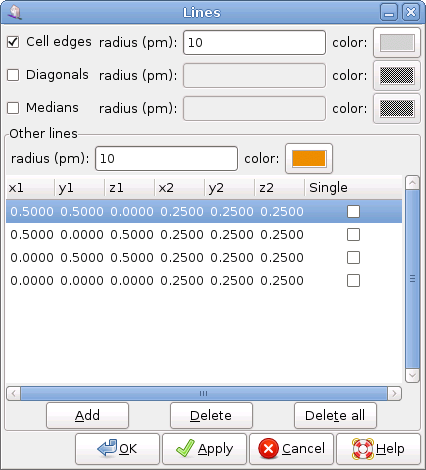 Lines
Cell edges radius (pm): 10 color:
Diagonals radius (pm): color:
Medians radius (pm): color:
Other lines
radius (pm): 10 color:
x1 y1 z1 x2 y2 z2 Single
0.5000 0.5000 0.0000 0.2500 0.2500 0.2500
0.5000 0.0000 0.5000 0.2500 0.2500 0.2500
0.0000 0.5000 0.5000 0.2500 0.2500 0.2500
0.0000 0.0000 0.0000 0.2500 0.2500 0.2500
Add Delete Delete all
OK Apply Cancel Help